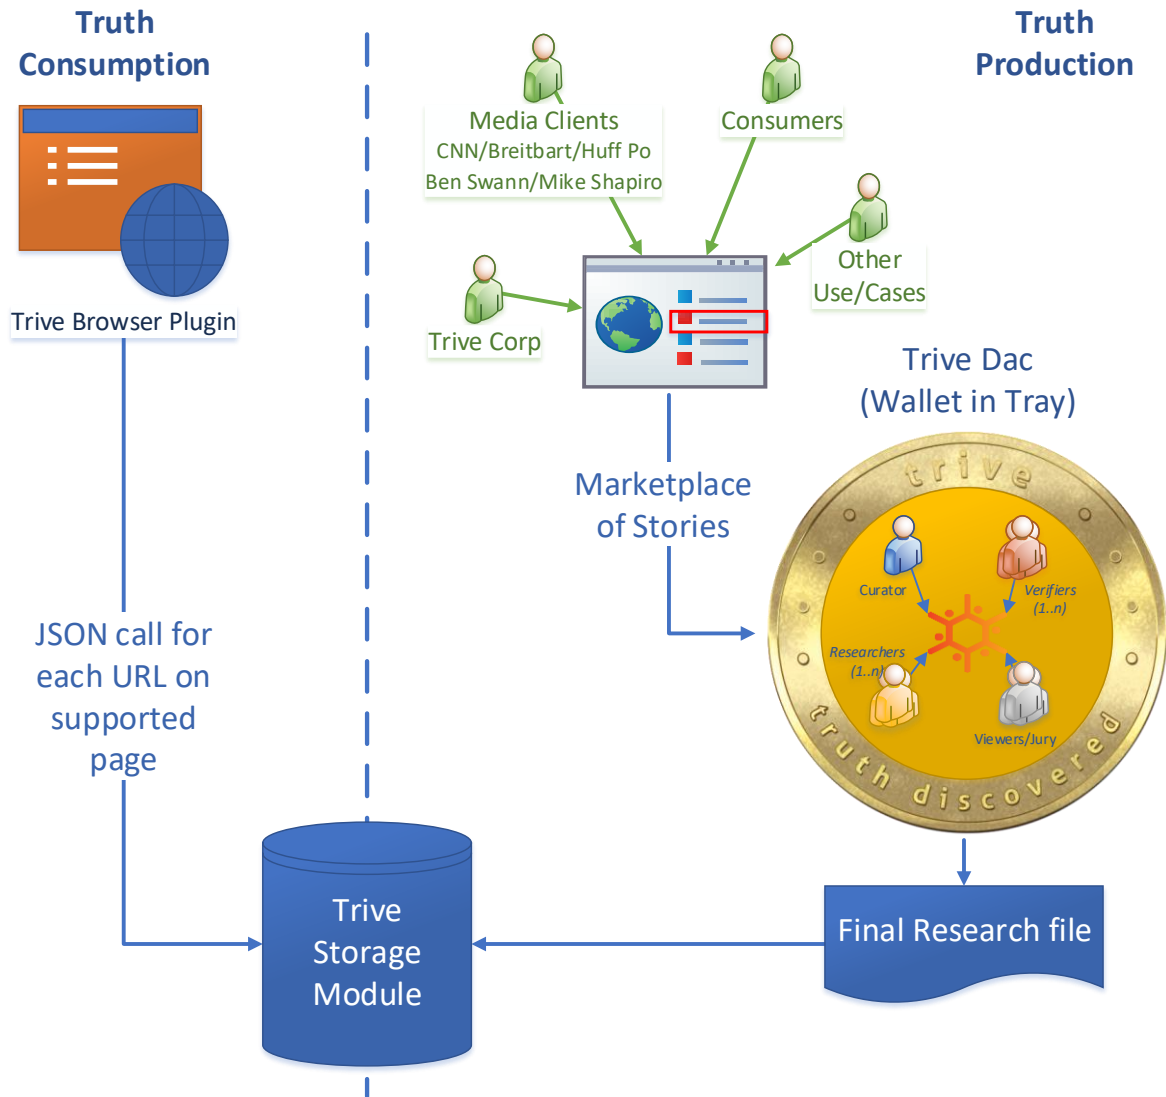 Truth
Consumption
Truth
Production
Media Clients
CNN/Breitbart/Huff Po
Ben Swann/Mike Shapiro
Consumers
Other
Use/Cases
Trive Corp
Trive Browser Plugin
Trive Dac
(Wallet in Tray)
Marketplace
of Stories
trive
Curator
Verifiers
(1..n)
Researchers
(1..n)
Viewers/Jury
truth discovered
JSON call for
each URL on
supported
page
Trive
Storage
Module
Final Research file